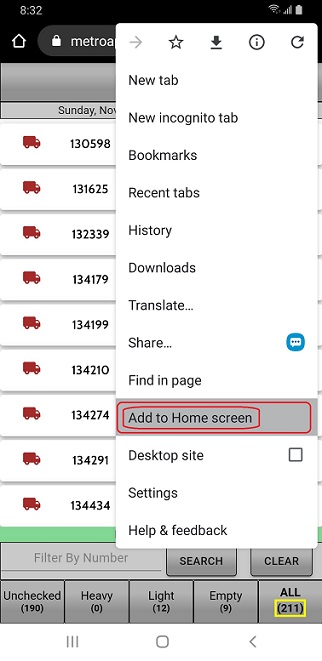 8:32
metroap
New tab
New incognito tab
Bookmarks
Recent tabs
History
Downloads
Translate...
Share...
Find in page
Add to Home screen
Desktop site
Settings
Help & feedback
Sunday, Nov
130598
131625
132339
134179
134199
134210
134274
134291
134434
Filter By Number
SEARCH
CLEAR
Unchecked
(190)
Heavy
(0)
Light
(12)
Empty
(9)
ALL
(211)